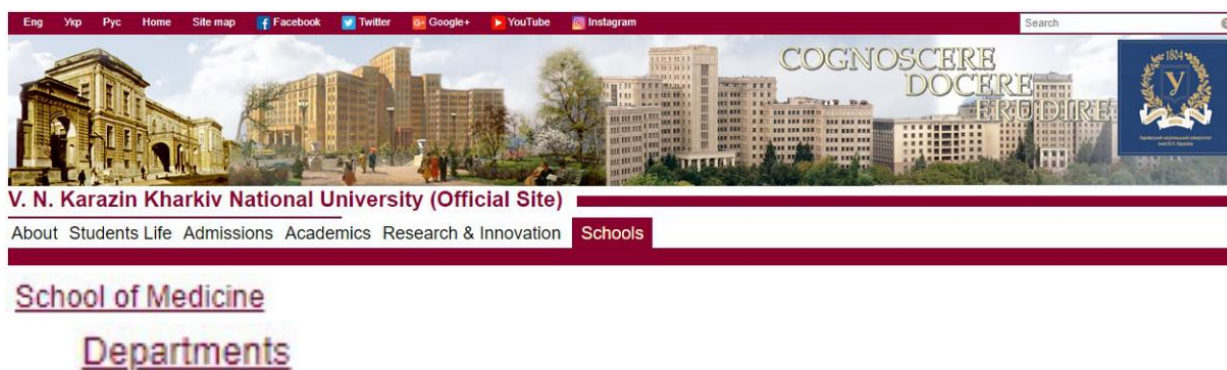 Eng Укр Рус Home Site map Facebook Twitter Google+ YouTube Instagram Search
COGNOSCERE
DOCERE
ERUDIRE
1804
У
V. N. Karazin Kharkiv National University (Official Site)
About Students Life Admissions Academics Research & Innovation Schools
School of Medicine
Departments